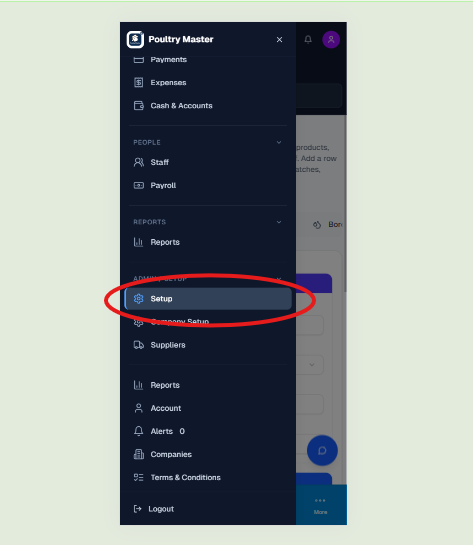 Poultry Master
Payments
Expenses
Cash & Accounts
PEOPLE
Staff
Payroll
REPORTS
Reports
ADMIN / SETUP
Setup
Company Setup
Suppliers
Reports
Account
Alerts 0
Companies
Terms & Conditions
Logout
products,
. Add a row
atches,
Bar
More